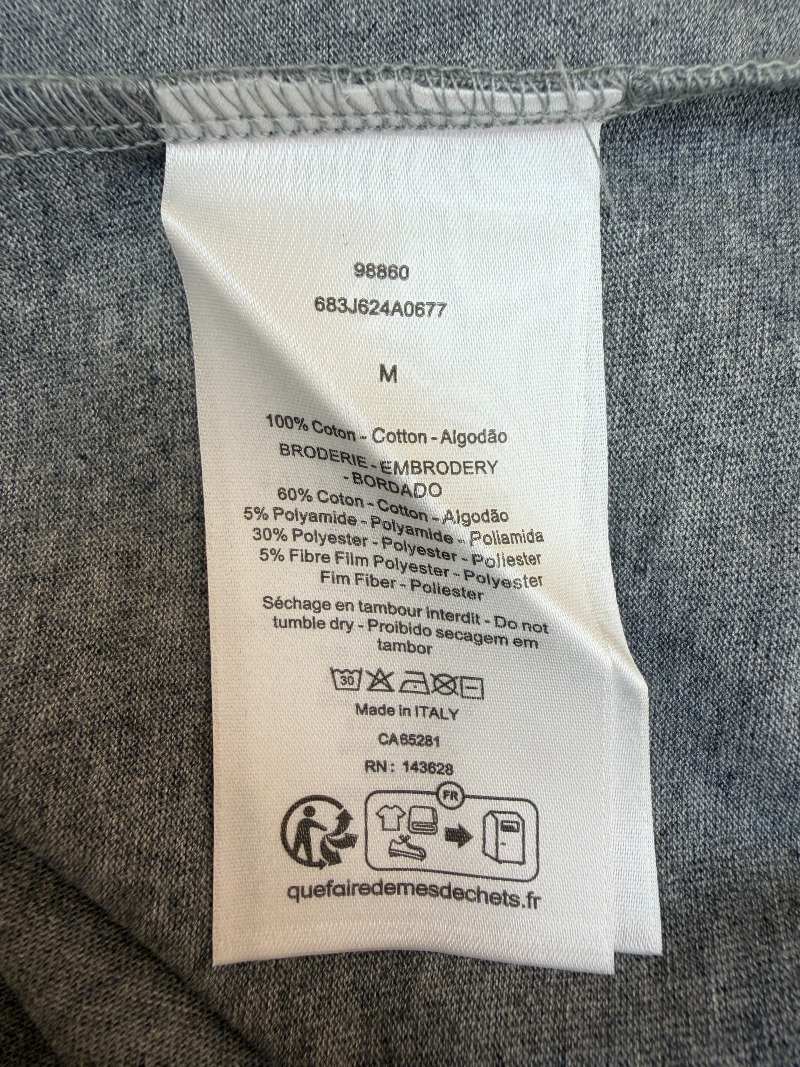 98860
683J624A0677
M
100% Coton - Cotton - Algodão
BRODERIE - EMBRODERY
- BORDADO
60% Coton - Cotton - Algodão
5% Polyamide - Polyamide - Poliamida
30% Polyester - Polyester - Poliester
5% Fibre Film Polyester - Polyester
Fim Fiber - Poliester
Séchage en tambour interdit - Do not
tumble dry - Proibido secagem em
tambor
30
Made in ITALY
CA65281
RN: 143628
FR
quefairedemesdechets.fr